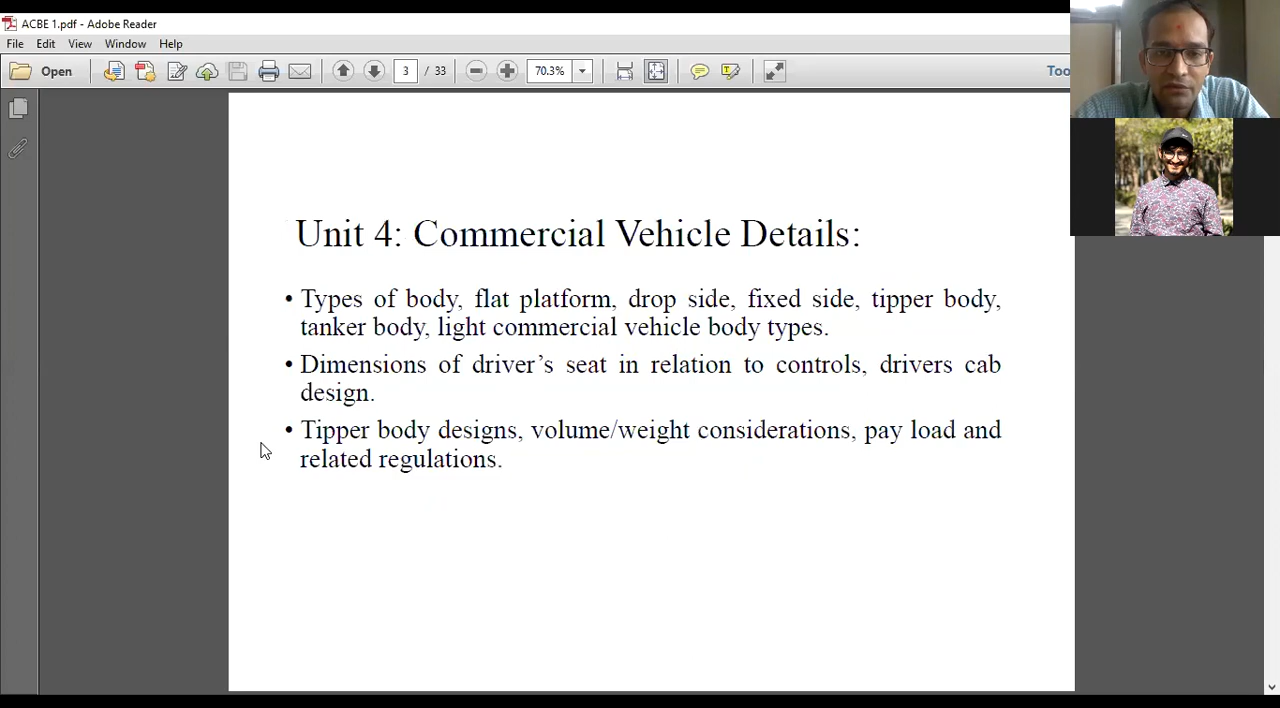 ACBE 1.pdf - Adobe Reader
File Edit View Window Help
Open 3 / 33 70.3% Too
Unit 4: Commercial Vehicle Details:
• Types of body, flat platform, drop side, fixed side, tipper body,
tanker body, light commercial vehicle body types.
• Dimensions of driver’s seat in relation to controls, drivers cab
design.
• Tipper body designs, volume/weight considerations, pay load and
related regulations.